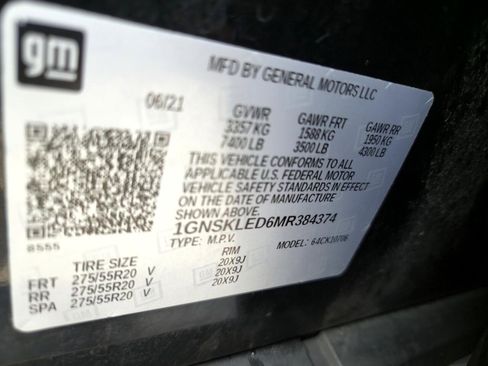 gm
MFD BY GENERAL MOTORS LLC
06/21
GVWR GAWR FRT GAWR RR
3357 KG 1588 KG 1950 KG
7400 LB 3500 LB 4300 LB
THIS VEHICLE CONFORMS TO ALL
APPLICABLE U.S. FEDERAL MOTOR
VEHICLE SAFETY STANDARDS IN EFFECT
ON THE DATE OF MANUFACTURE
SHOWN ABOVE.
1GNSKLED6MR384374
8555
TYPE: M.P.V. MODEL: 64CK10706
TIRE SIZE RIM
FRT 275/55R20 V 20X9J
RR 275/55R20 V 20X9J
SPA 275/55R20 V 20X9J